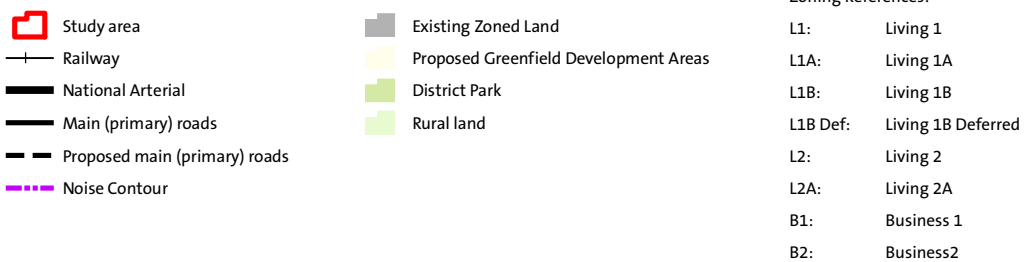 Zoning References:
Study area
Railway
National Arterial
Main (primary) roads
Proposed main (primary) roads
Noise Contour
Existing Zoned Land
Proposed Greenfield Development Areas
District Park
Rural land
L1: Living 1
L1A: Living 1A
L1B: Living 1B
L1B Def: Living 1B Deferred
L2: Living 2
L2A: Living 2A
B1: Business 1
B2: Business2